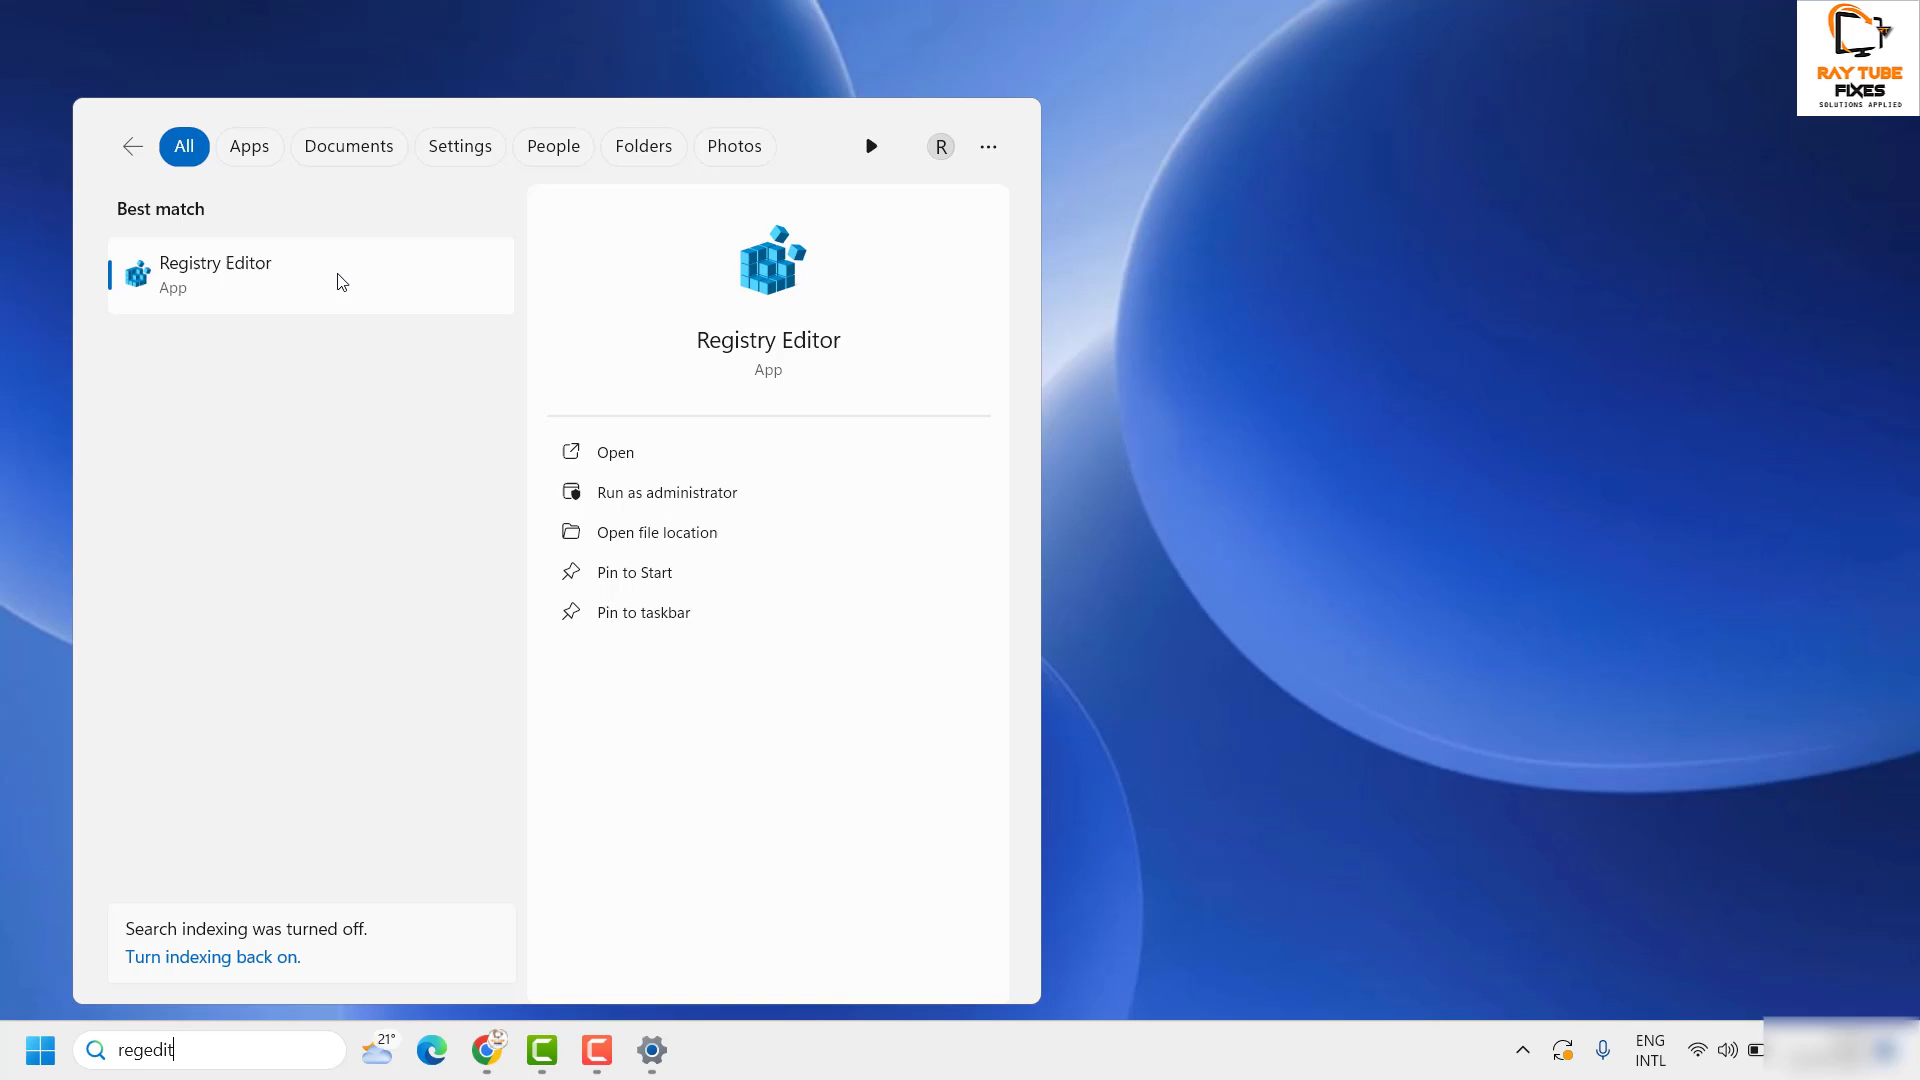 RAY TUBE
FIXES
SOLUTIONS APPLIED
All Apps Documents Settings People Folders Photos R
Best match
Registry Editor
App
Registry Editor
App
Open
Run as administrator
Open file location
Pin to Start
Pin to taskbar
Search indexing was turned off.
Turn indexing back on.
regedit
21°
ENG
INTL